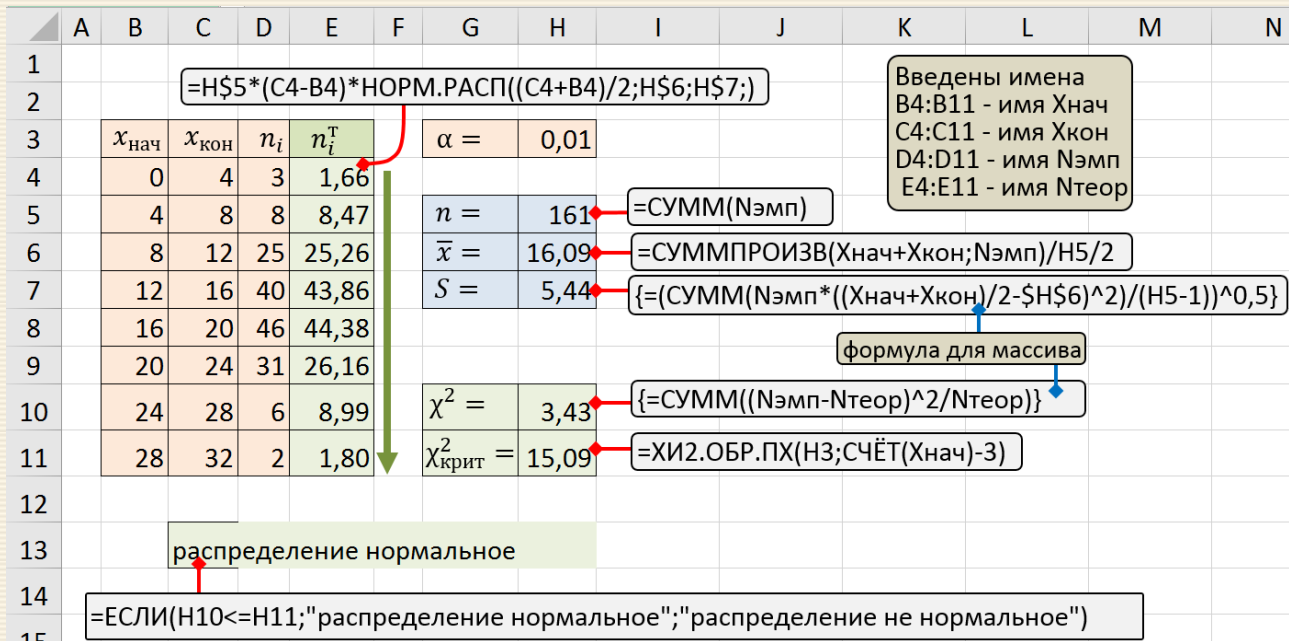 A B C D E F G H I J K L M N
1
=H$5*(C4-B4)*НОРМ.РАСП((C4+B4)/2;H$6;H$7;)
Введены имена
B4:B11 - имя Xнач
C4:C11 - имя Xкон
D4:D11 - имя Nэмп
E4:E11 - имя Nтеор
2
3 xнач xкон nᵢ nᵢᵀ α = 0,01
4 0 4 3 1,66
5 4 8 8 8,47 n = 161 =СУММ(Nэмп)
6 8 12 25 25,26 x̅ = 16,09 =СУММПРОИЗВ(Xнач+Xкон;Nэмп)/H5/2
7 12 16 40 43,86 S = 5,44 {=(СУММ(Nэмп*((Xнач+Xкон)/2-$H$6)^2)/(H5-1))^0,5}
8 16 20 46 44,38
9 20 24 31 26,16 формула для массива
10 24 28 6 8,99 χ² = 3,43 {=СУММ((Nэмп-Nтеор)^2/Nтеор)}
11 28 32 2 1,80 χ²крит = 15,09 =ХИ2.ОБР.ПХ(H3;СЧЁТ(Xнач)-3)
12
13 распределение нормальное
14
=ЕСЛИ(H10<=H11;"распределение нормальное";"распределение не нормальное")
15